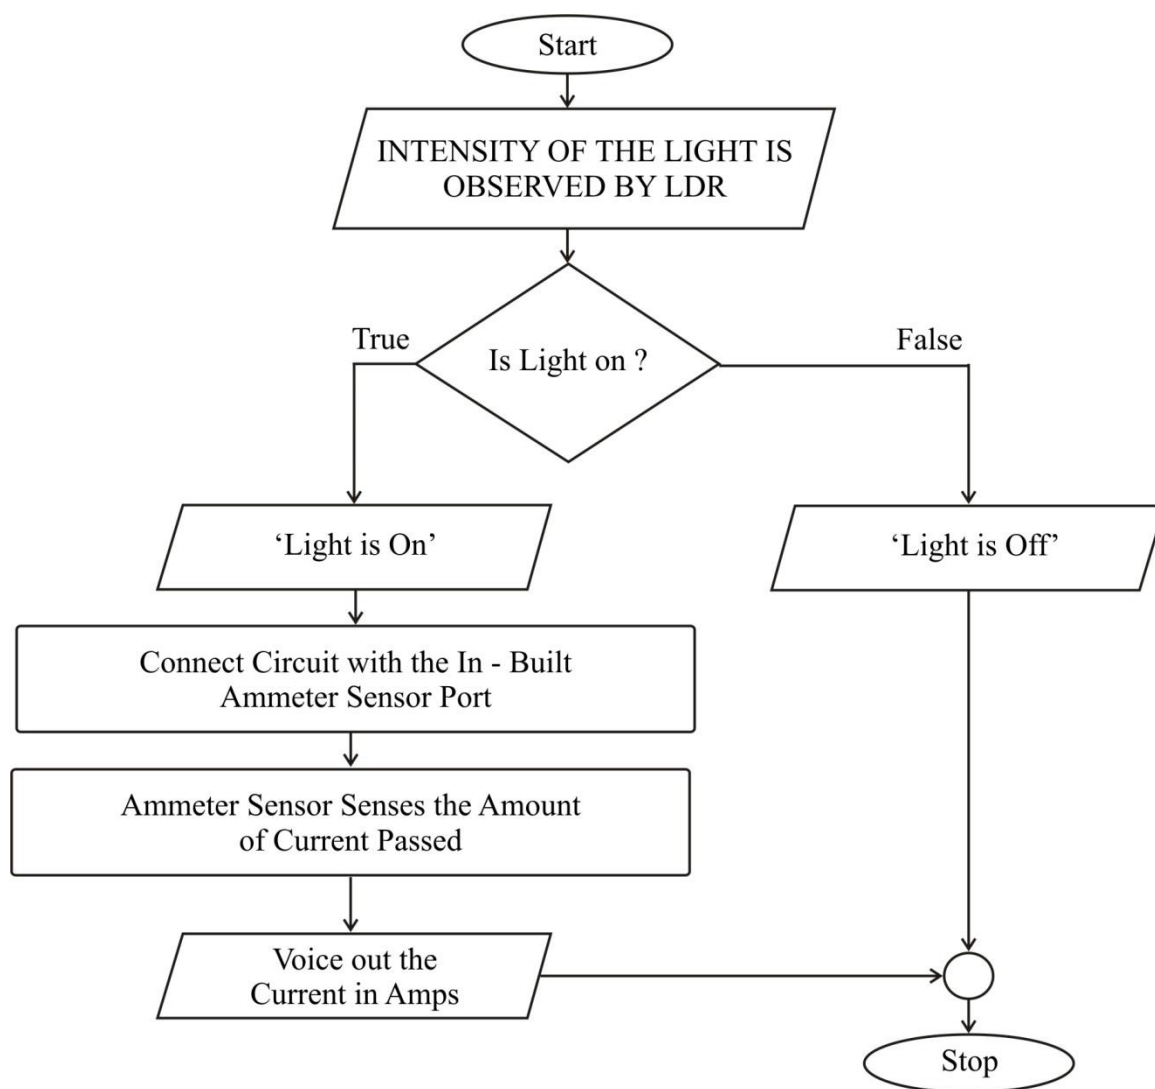 Start
INTENSITY OF THE LIGHT IS
OBSERVED BY LDR
Is Light on ?
True
False
‘Light is On’
‘Light is Off’
Connect Circuit with the In - Built
Ammeter Sensor Port
Ammeter Sensor Senses the Amount
of Current Passed
Voice out the
Current in Amps
Stop